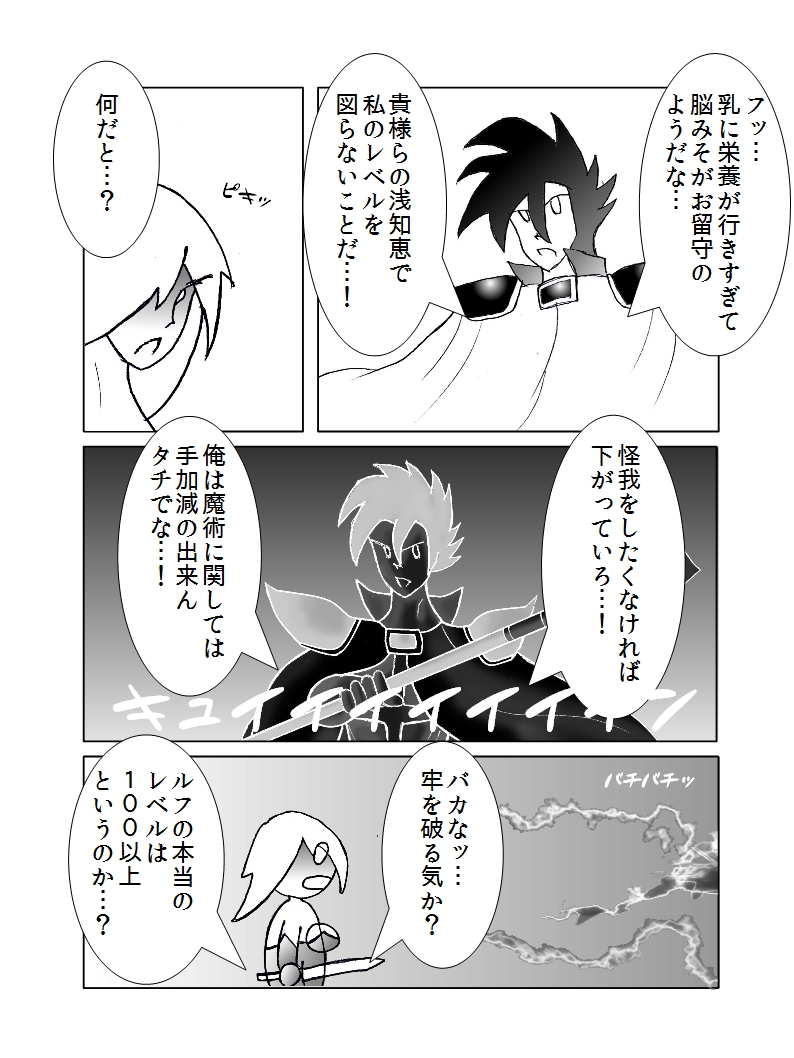 フッ…
乳に栄養が行きすぎて
脳みそがお留守の
ようだな…
貴様らの浅知恵で
私のレベルを
図らないことだ…！
何だと…？
ピキッ
怪我をしたくなければ
下がっていろ…！
俺は魔術に関しては
手加減の出来ん
タチでな…！
キュイイイイイイイン
バチバチッ
バカなッ…
牢を破る気か？
ルフの本当の
レベルは
１００以上
というのか…？